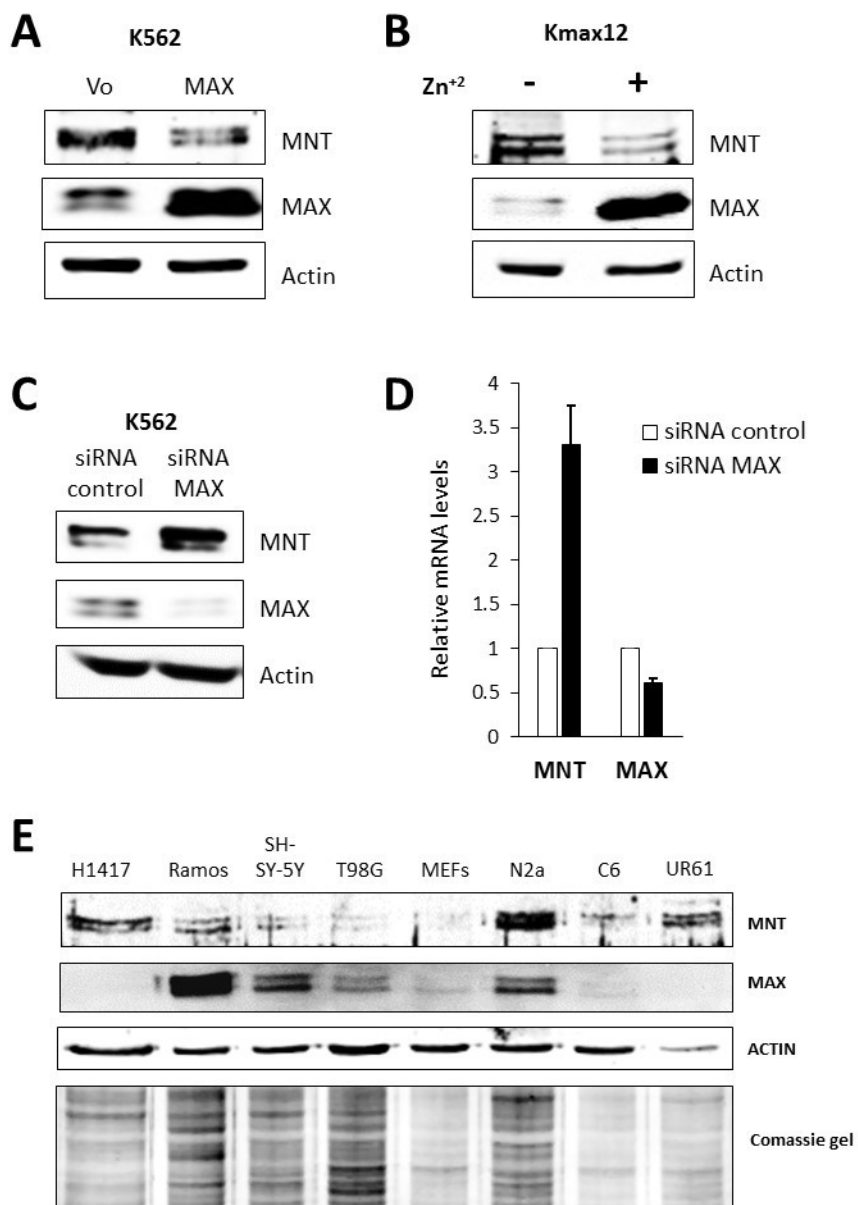 A
K562
Vo MAX
MNT
MAX
Actin
B
Kmax12
Zn+2 - +
MNT
MAX
Actin
C
K562
siRNA control siRNA MAX
MNT
MAX
Actin
D
Relative mRNA levels
4
3.5
3
2.5
2
1.5
1
0.5
0
siRNA control
siRNA MAX
MNT MAX
E
H1417 Ramos SH-SY-5Y T98G MEFs N2a C6 UR61
MNT
MAX
ACTIN
Comassie gel